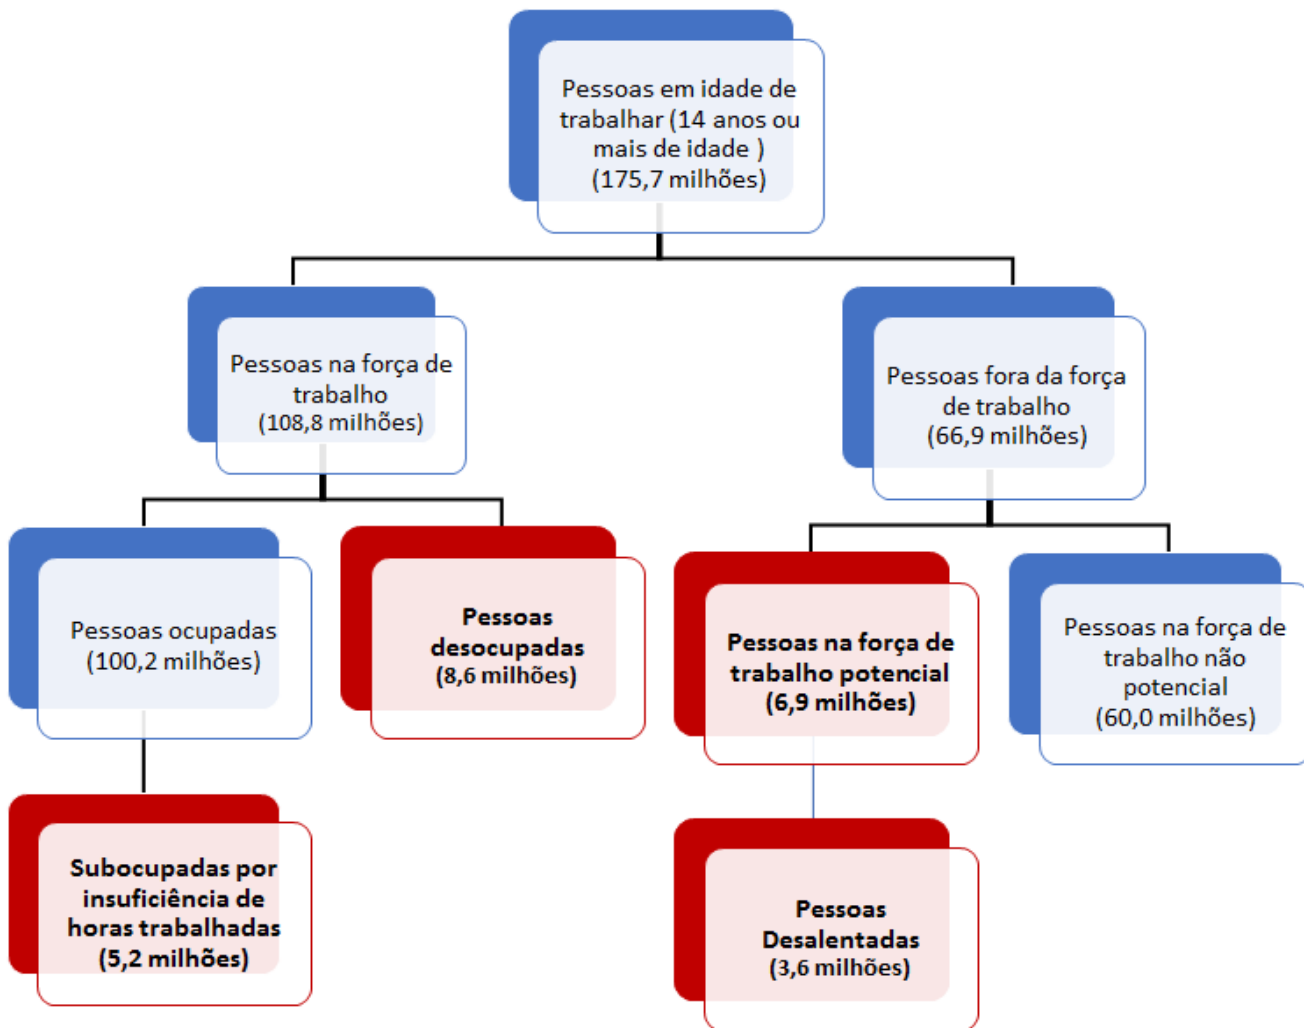 Pessoas em idade de
trabalhar (14 anos ou
mais de idade )
(175,7 milhões)
Pessoas na força de
trabalho
(108,8 milhões)
Pessoas fora da força
de trabalho
(66,9 milhões)
Pessoas ocupadas
(100,2 milhões)
Pessoas
desocupadas
(8,6 milhões)
Pessoas na força de
trabalho potencial
(6,9 milhões)
Pessoas na força de
trabalho não
potencial
(60,0 milhões)
Subocupadas por
insuficiência de
horas trabalhadas
(5,2 milhões)
Pessoas
Desalentadas
(3,6 milhões)